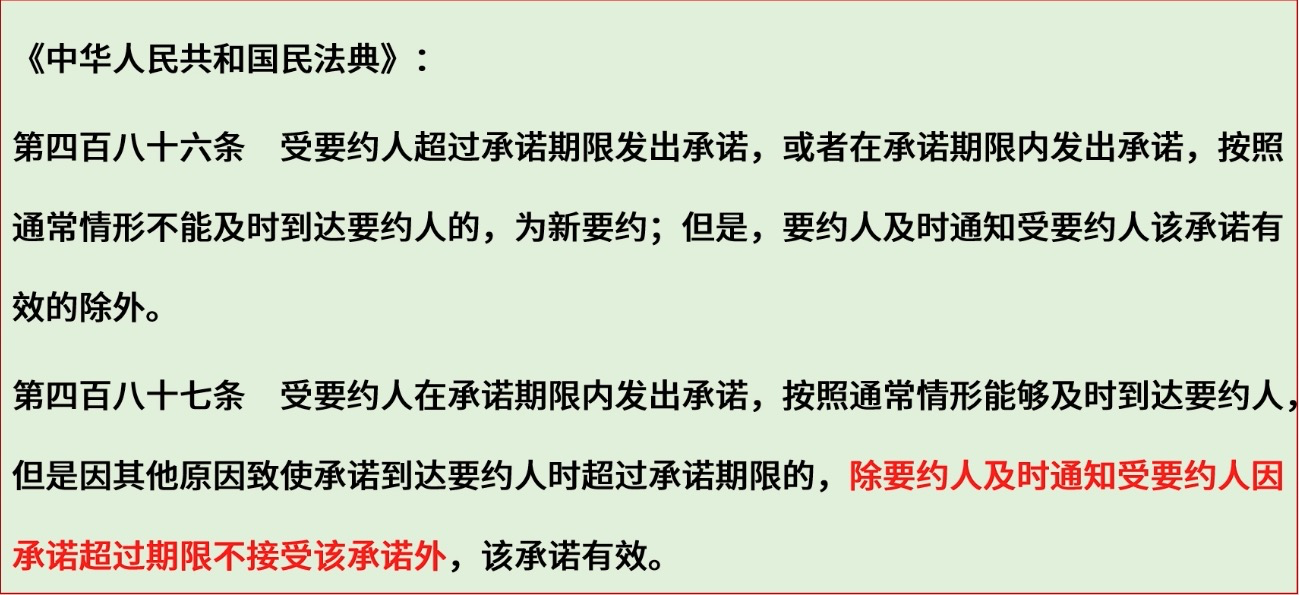 《中华人民共和国民法典》：
第四百八十六条　受要约人超过承诺期限发出承诺，或者在承诺期限内发出承诺，按照
通常情形不能及时到达要约人的，为新要约；但是，要约人及时通知受要约人该承诺有
效的除外。
第四百八十七条　受要约人在承诺期限内发出承诺，按照通常情形能够及时到达要约人，
但是因其他原因致使承诺到达要约人时超过承诺期限的，除要约人及时通知受要约人因
承诺超过期限不接受该承诺外，该承诺有效。